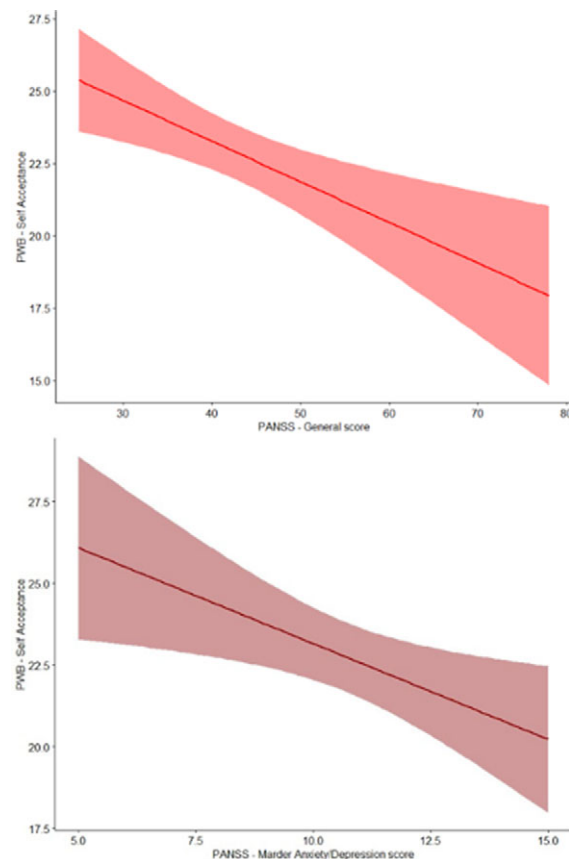 27.5
25.0
22.5
20.0
17.5
15.0
PWB - Self Acceptance
30 40 50 60 70 80
PANSS - General score
27.5
25.0
22.5
20.0
17.5
PWB - Self Acceptance
5.0 7.5 10.0 12.5 15.0
PANSS - Marder Anxiety/Depression score